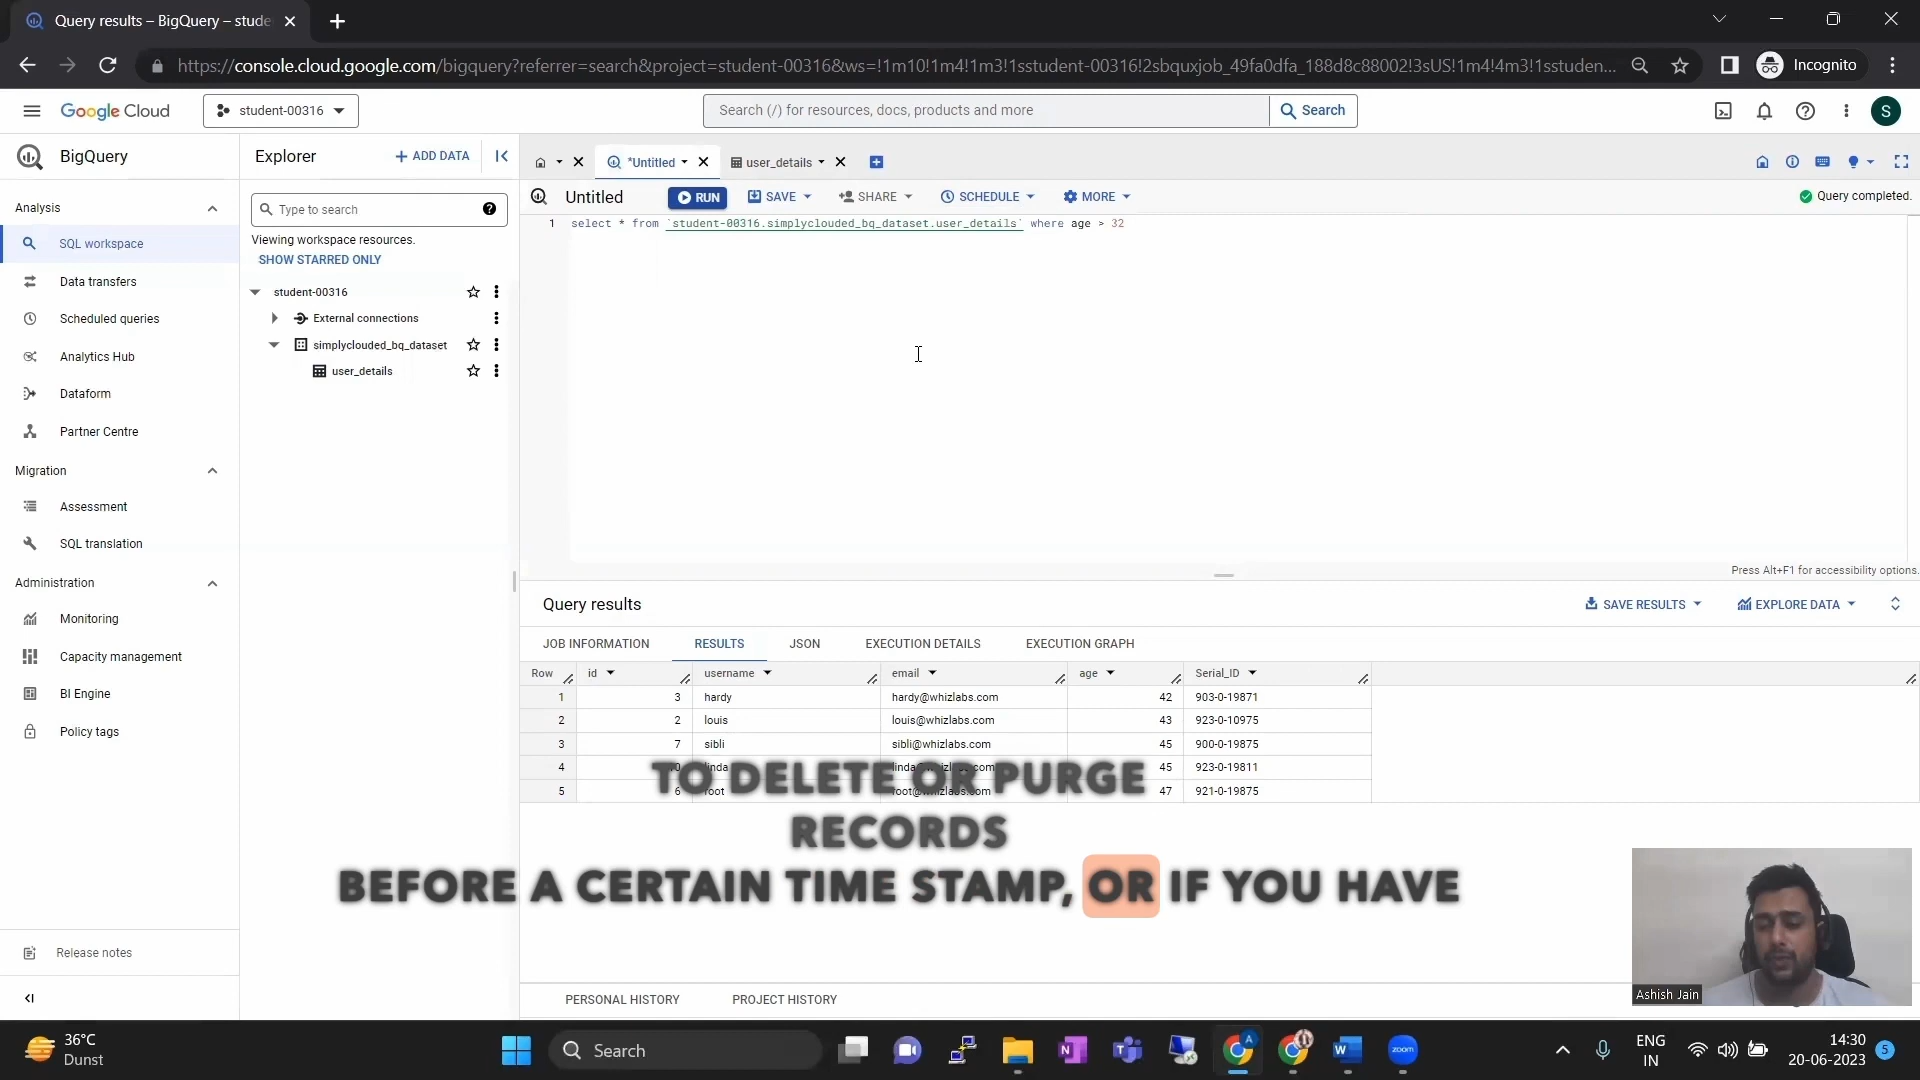 Query results – BigQuery – stude
https://console.cloud.google.com/bigquery?referrer=search&project=student-00316&ws=!1m10!1m4!1m3!1sstudent-00316!2sbquxjob_49fa0dfa_188d8c88002!3sUS!1m4!4m3!1sstuden...
Incognito
Google Cloud
student-00316
Search (/) for resources, docs, products and more
Search
S
BigQuery
Analysis
SQL workspace
Data transfers
Scheduled queries
Analytics Hub
Dataform
Partner Centre
Migration
Assessment
SQL translation
Administration
Monitoring
Capacity management
BI Engine
Policy tags
Release notes
Explorer
+ ADD DATA
Type to search
Viewing workspace resources.
SHOW STARRED ONLY
student-00316
External connections
simplyclouded_bq_dataset
user_details
*Untitled
user_details
Untitled
RUN
SAVE
SHARE
SCHEDULE
MORE
Query completed.
1 select * from `student-00316.simplyclouded_bq_dataset.user_details` where age > 32
Press Alt+F1 for accessibility options.
Query results
SAVE RESULTS
EXPLORE DATA
JOB INFORMATION RESULTS JSON EXECUTION DETAILS EXECUTION GRAPH
Row id username email age Serial_ID
1 3 hardy hardy@whizlabs.com 42 903-0-19871
2 2 louis louis@whizlabs.com 43 923-0-10975
3 7 sibli sibli@whizlabs.com 45 900-0-19875
4 linda 45 923-0-19811
5 6 root root@whizlabs.com 47 921-0-19875
TO DELETE OR PURGE
RECORDS
BEFORE A CERTAIN TIME STAMP, OR IF YOU HAVE
Ashish Jain
PERSONAL HISTORY PROJECT HISTORY
36°C
Dunst
Search
zoom
ENG
IN
14:30
20-06-2023
5